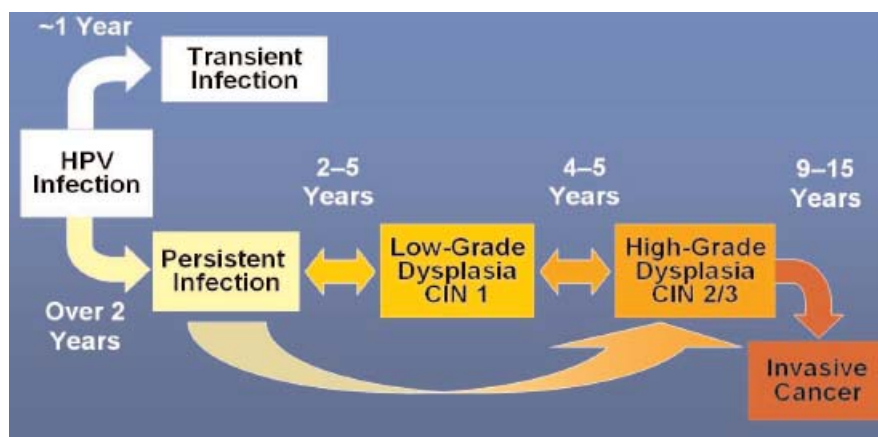 ~1 Year
Transient
Infection
HPV
Infection
2–5
Years
4–5
Years
9–15
Years
Persistent
Infection
Low-Grade
Dysplasia
CIN 1
High-Grade
Dysplasia
CIN 2/3
Over 2
Years
Invasive
Cancer